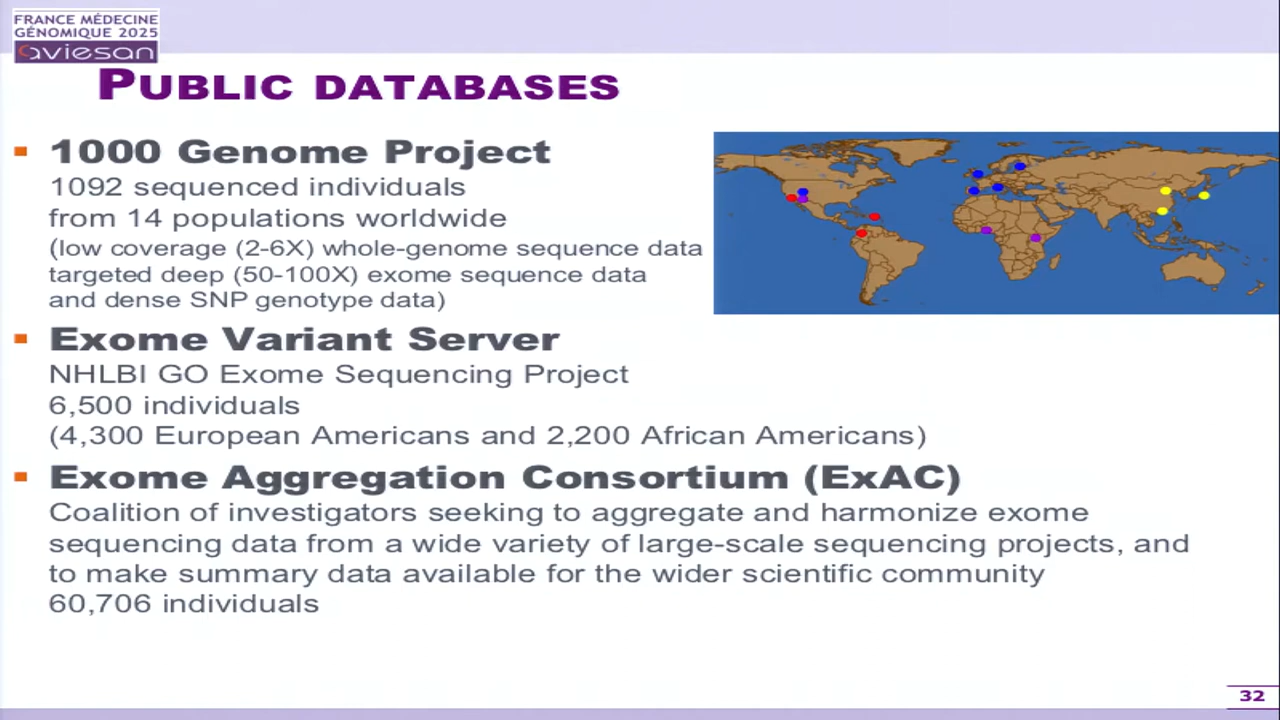 FRANCE MÉDECINE
GÉNOMIQUE 2025
aviesan
PUBLIC DATABASES
1000 Genome Project
1092 sequenced individuals
from 14 populations worldwide
(low coverage (2-6X) whole-genome sequence data
targeted deep (50-100X) exome sequence data
and dense SNP genotype data)
Exome Variant Server
NHLBI GO Exome Sequencing Project
6,500 individuals
(4,300 European Americans and 2,200 African Americans)
Exome Aggregation Consortium (ExAC)
Coalition of investigators seeking to aggregate and harmonize exome
sequencing data from a wide variety of large-scale sequencing projects, and
to make summary data available for the wider scientific community
60,706 individuals
32